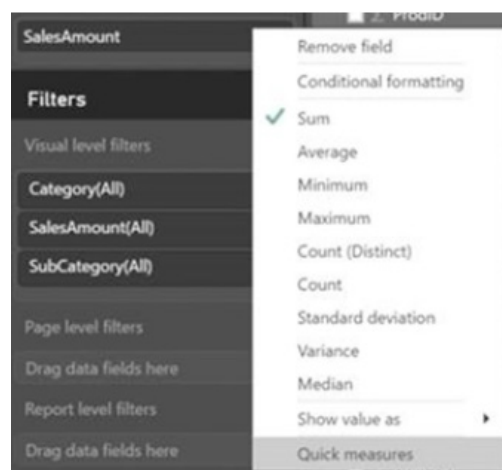 SalesAmount
Filters
Visual level filters
Category(All)
SalesAmount(All)
SubCategory(All)
Page level filters
Drag data fields here
Report level filters
Drag data fields here
ProdID
Remove field
Conditional formatting
Sum
Average
Minimum
Maximum
Count (Distinct)
Count
Standard deviation
Variance
Median
Show value as
Quick measures